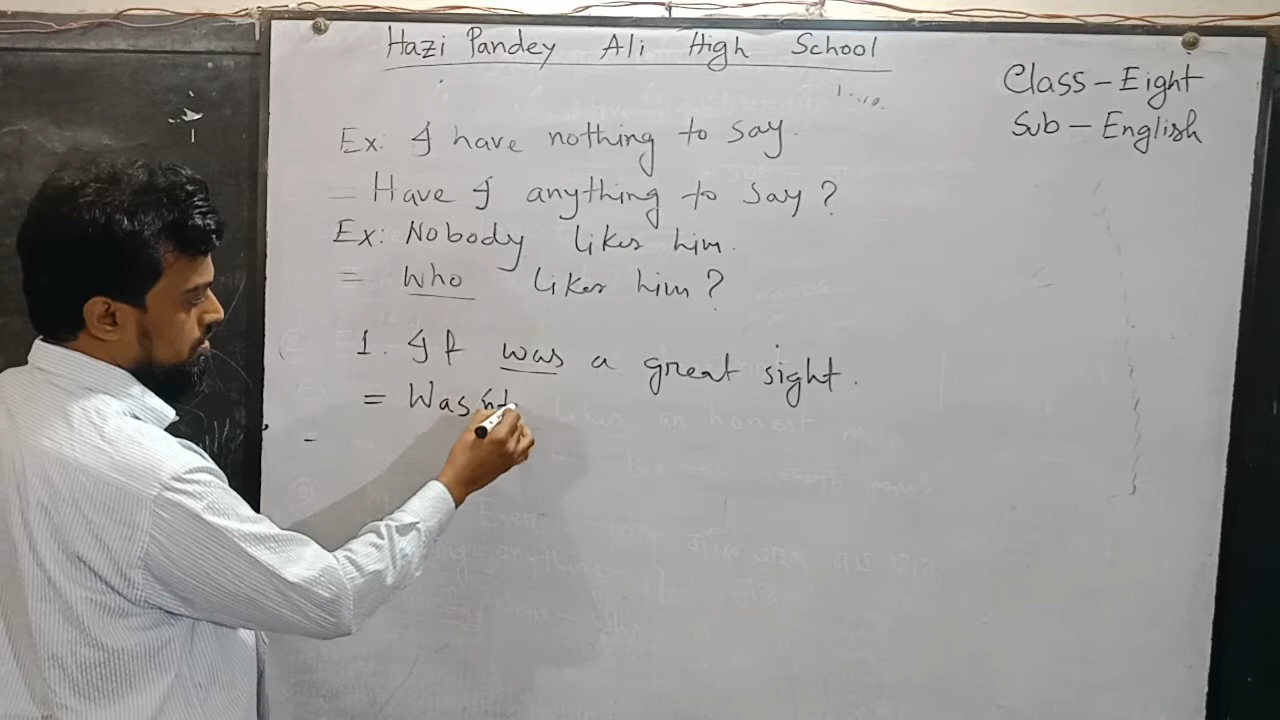 Hazi Pandey Ali High School
Class - Eight
Sub - English
Ex: I have nothing to say.
= Have I anything to say?
Ex: Nobody likes him.
= Who likes him?
1. It was a great sight.
= Wasn't